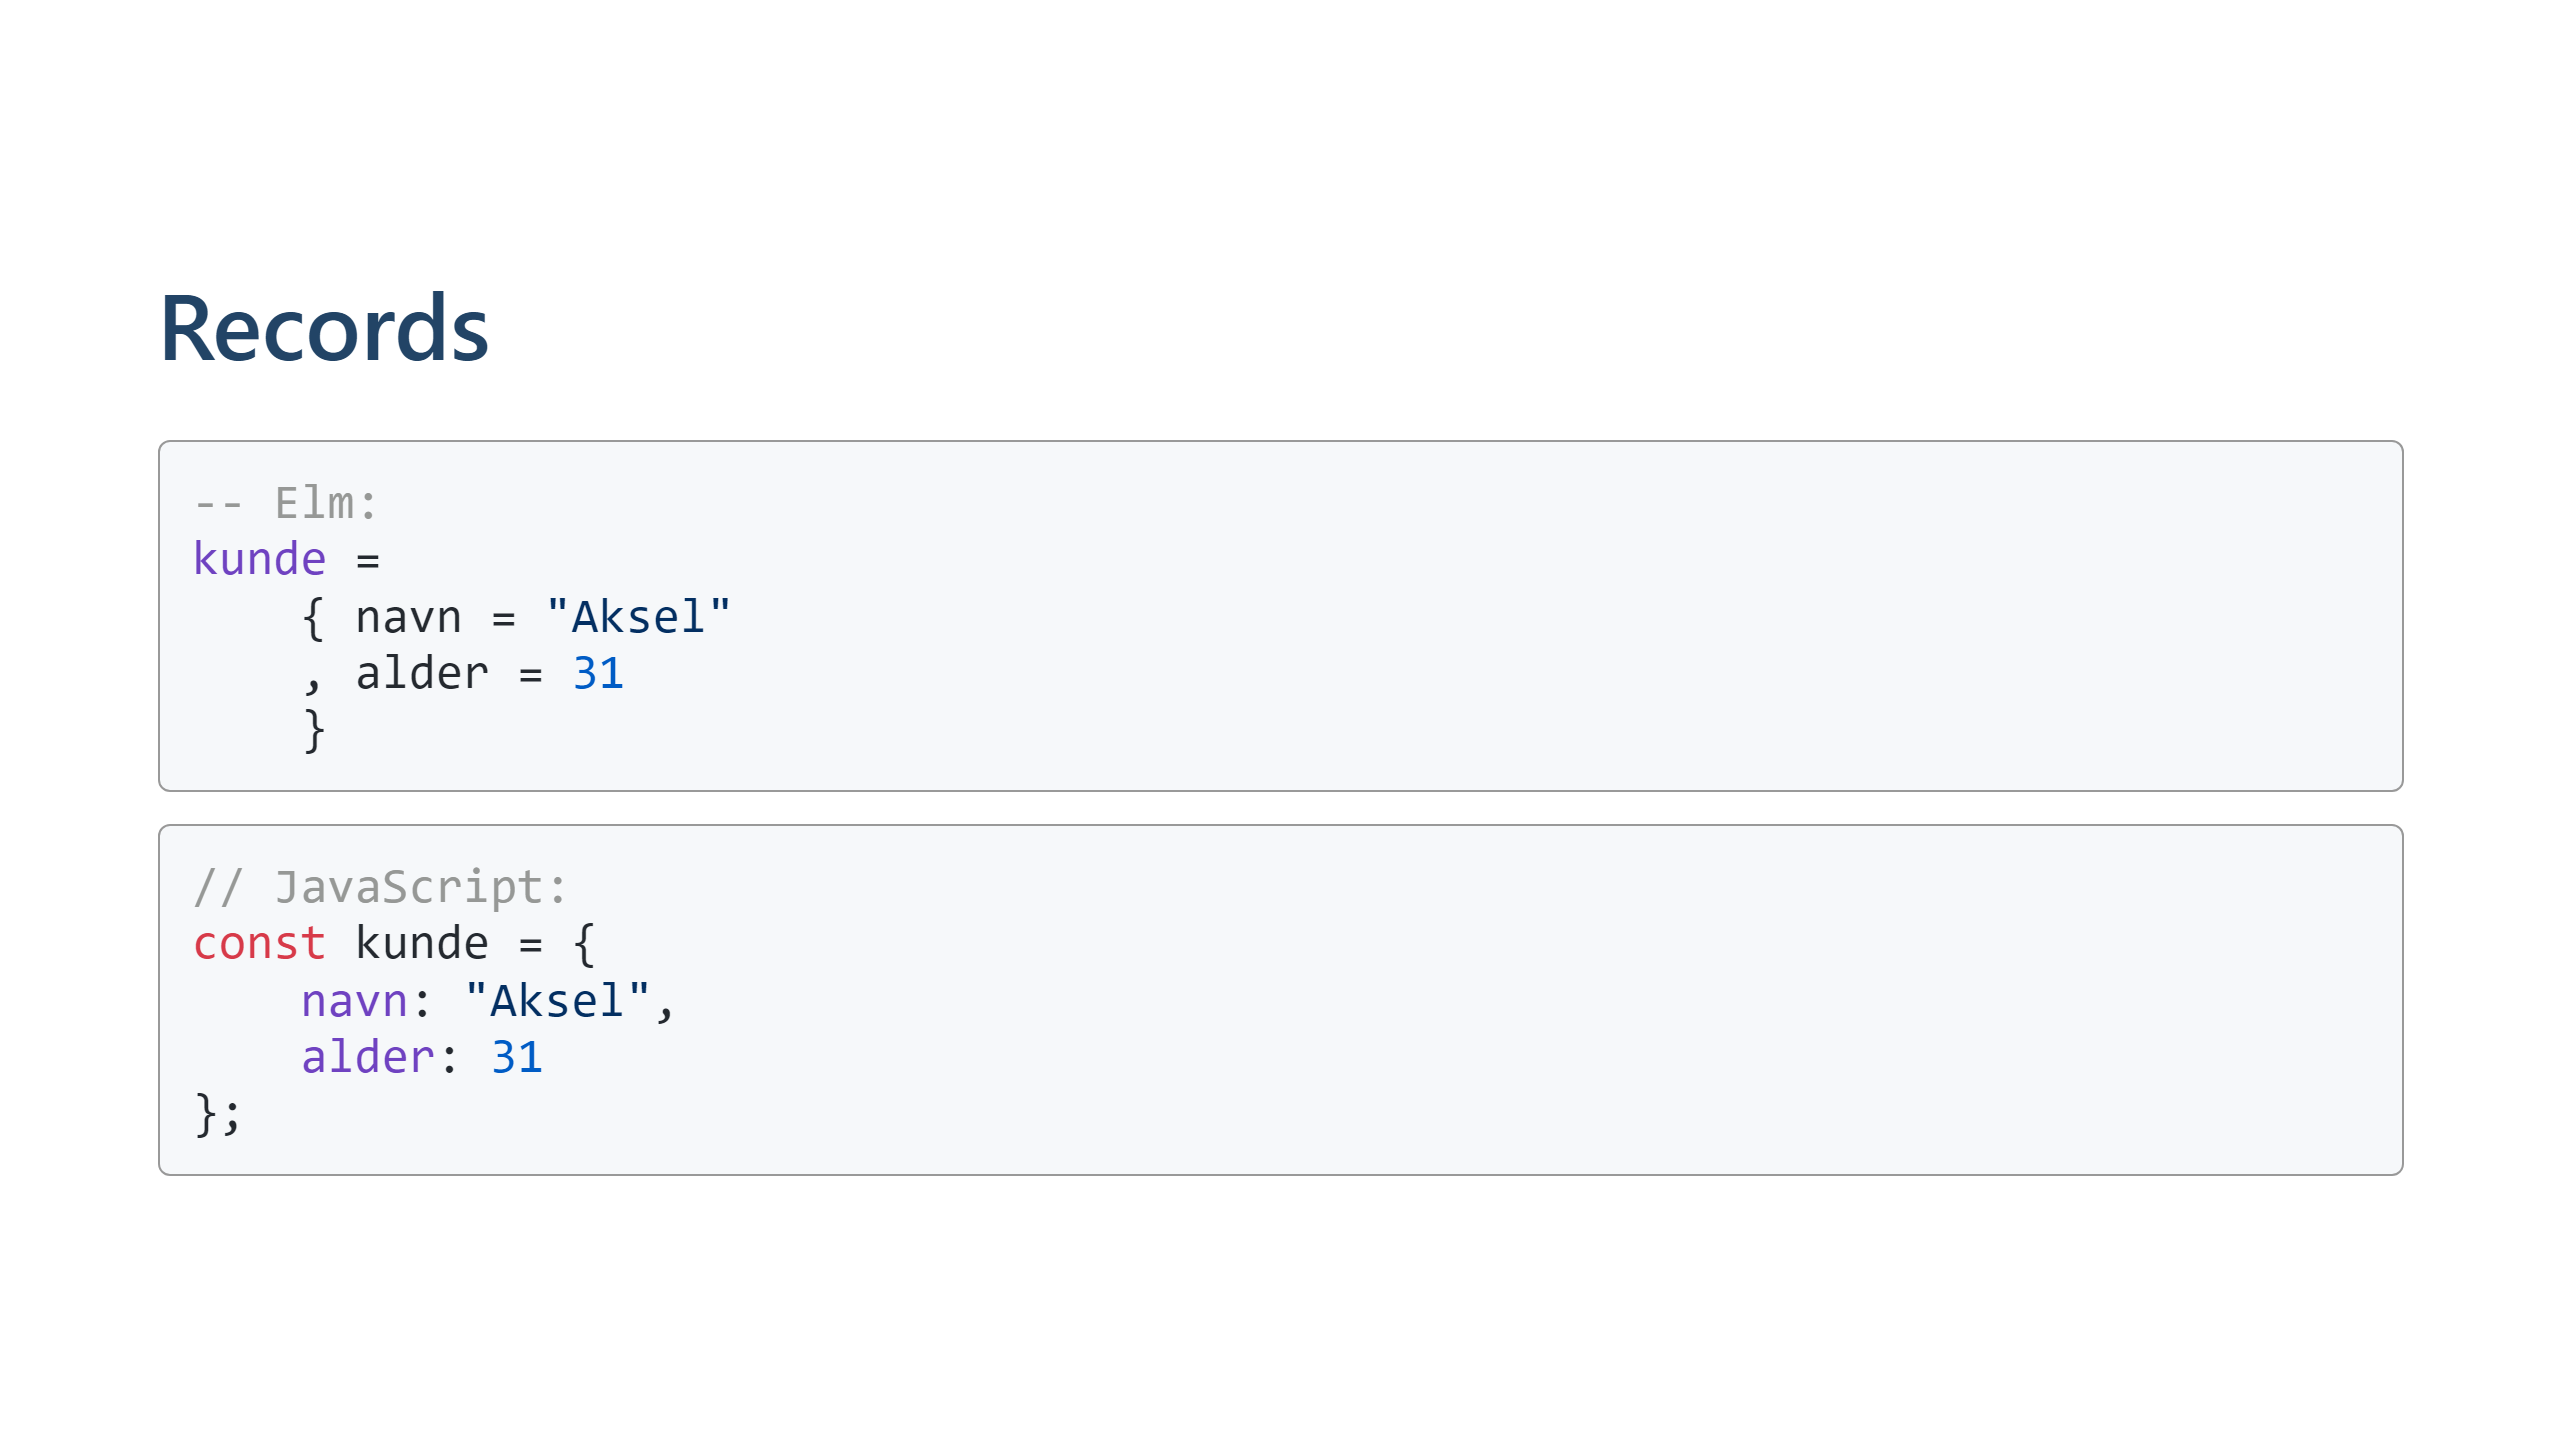 Records
-- Elm:
kunde =
    { navn = "Aksel"
    , alder = 31
    }
// JavaScript:
const kunde = {
    navn: "Aksel",
    alder: 31
};